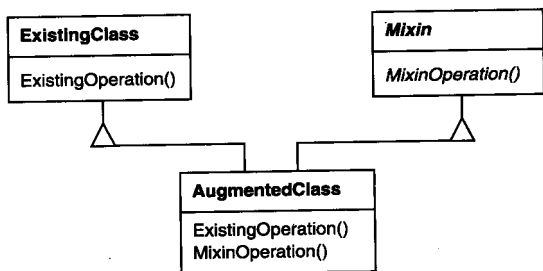 ExistingClass
ExistingOperation()
Mixin
MixinOperation()
AugmentedClass
ExistingOperation()
MixinOperation()